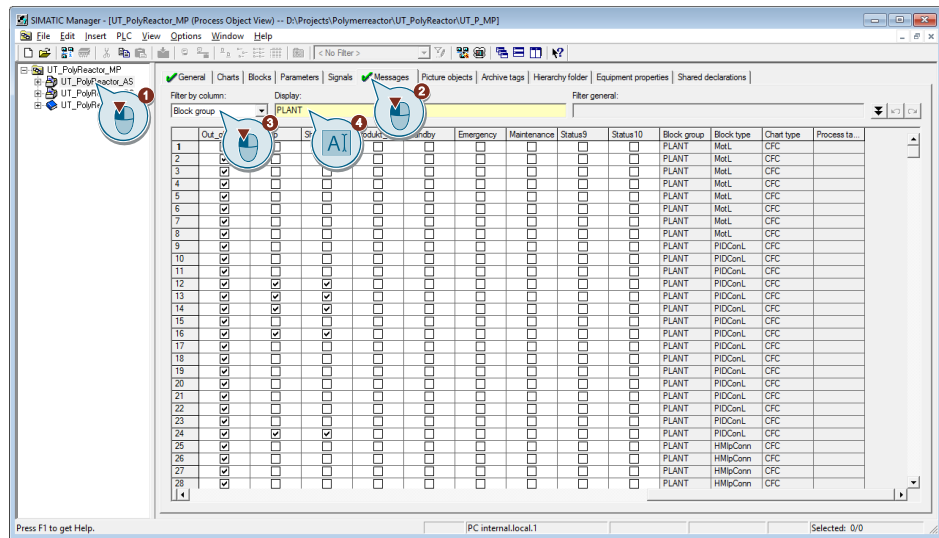 SIMATIC Manager - [UT_PolyReactor_MP (Process Object View) -- D:\Projects\Polymerreactor\UT_PolyReactor\UT_P_MP]
File Edit Insert PLC View Options Window Help
< No Filter >
UT_PolyReactor_MP
UT_PolyReactor_AS
General Charts Blocks Parameters Signals Messages Picture objects Archive tags Hierarchy folder Equipment properties Shared declarations
1
2
Filter by column: Display: Filter general:
Block group PLANT
3
4
AI
Emergency Maintenance Status9 Status10 Block group Block type Chart type Process ta...
1 PLANT MotL CFC
2 PLANT MotL CFC
3 PLANT MotL CFC
4 PLANT MotL CFC
5 PLANT MotL CFC
6 PLANT MotL CFC
7 PLANT MotL CFC
8 PLANT MotL CFC
9 PLANT PIDConL CFC
10 PLANT PIDConL CFC
11 PLANT PIDConL CFC
12 PLANT PIDConL CFC
13 PLANT PIDConL CFC
14 PLANT PIDConL CFC
15 PLANT PIDConL CFC
16 PLANT PIDConL CFC
17 PLANT PIDConL CFC
18 PLANT PIDConL CFC
19 PLANT PIDConL CFC
20 PLANT PIDConL CFC
21 PLANT PIDConL CFC
22 PLANT PIDConL CFC
23 PLANT PIDConL CFC
24 PLANT PIDConL CFC
25 PLANT HMIpConn CFC
26 PLANT HMIpConn CFC
27 PLANT HMIpConn CFC
28 PLANT HMIpConn CFC
Press F1 to get Help. PC internal.local.1 Selected: 0/0